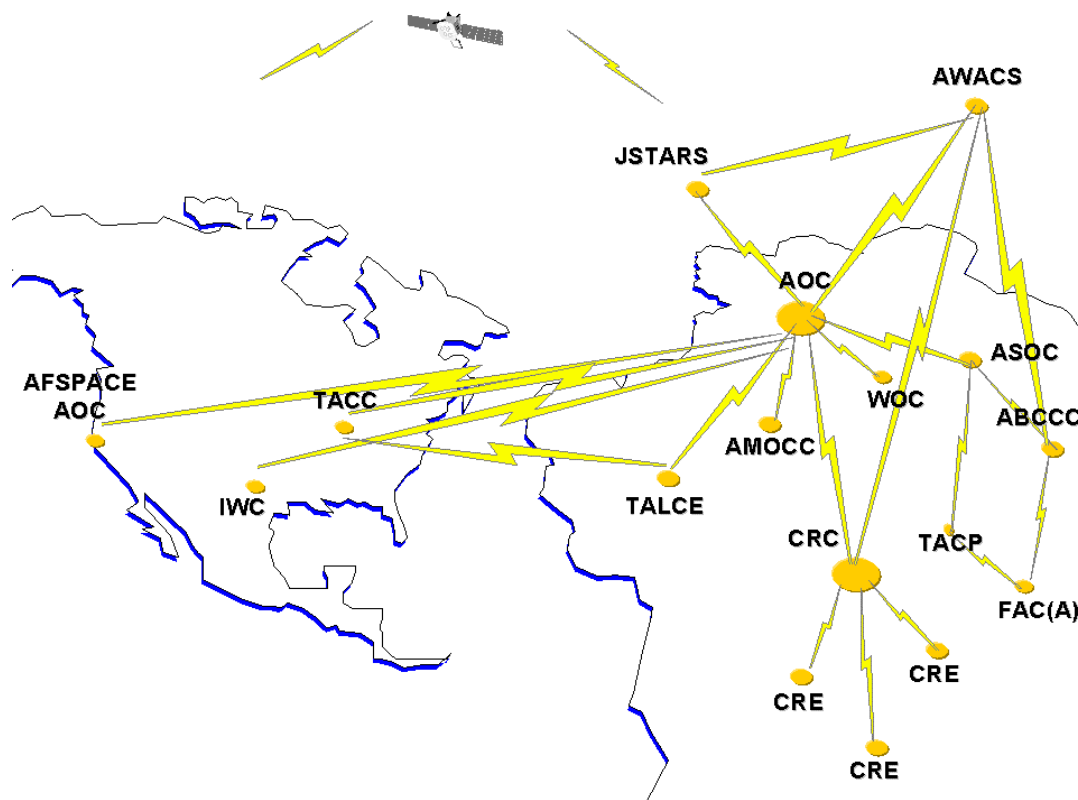 AWACS
JSTARS
AOC
ASOC
AFSPACE
AOC
TACC
WOC
ABCCC
AMOCC
IWC
TALCE
CRC
TACP
FAC(A)
CRE
CRE
CRE